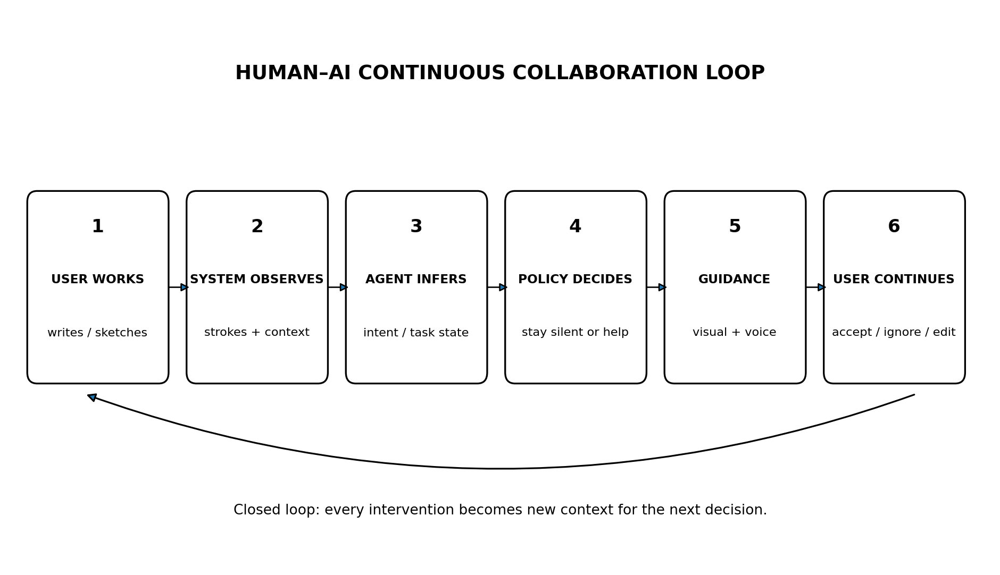 HUMAN–AI CONTINUOUS COLLABORATION LOOP
1
USER WORKS
writes / sketches
2
SYSTEM OBSERVES
strokes + context
3
AGENT INFERS
intent / task state
4
POLICY DECIDES
stay silent or help
5
GUIDANCE
visual + voice
6
USER CONTINUES
accept / ignore / edit
Closed loop: every intervention becomes new context for the next decision.